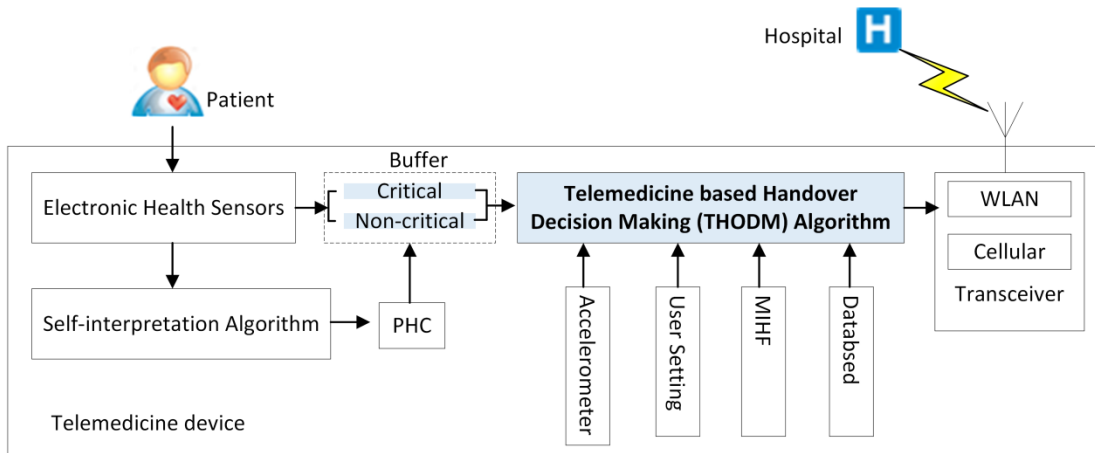 Hospital
H
Patient
Buffer
Electronic Health Sensors
Critical
Non-critical
Telemedicine based Handover
Decision Making (THODM) Algorithm
WLAN
Cellular
Transceiver
Self-interpretation Algorithm
PHC
Accelerometer
User Setting
MIHF
Databsed
Telemedicine device